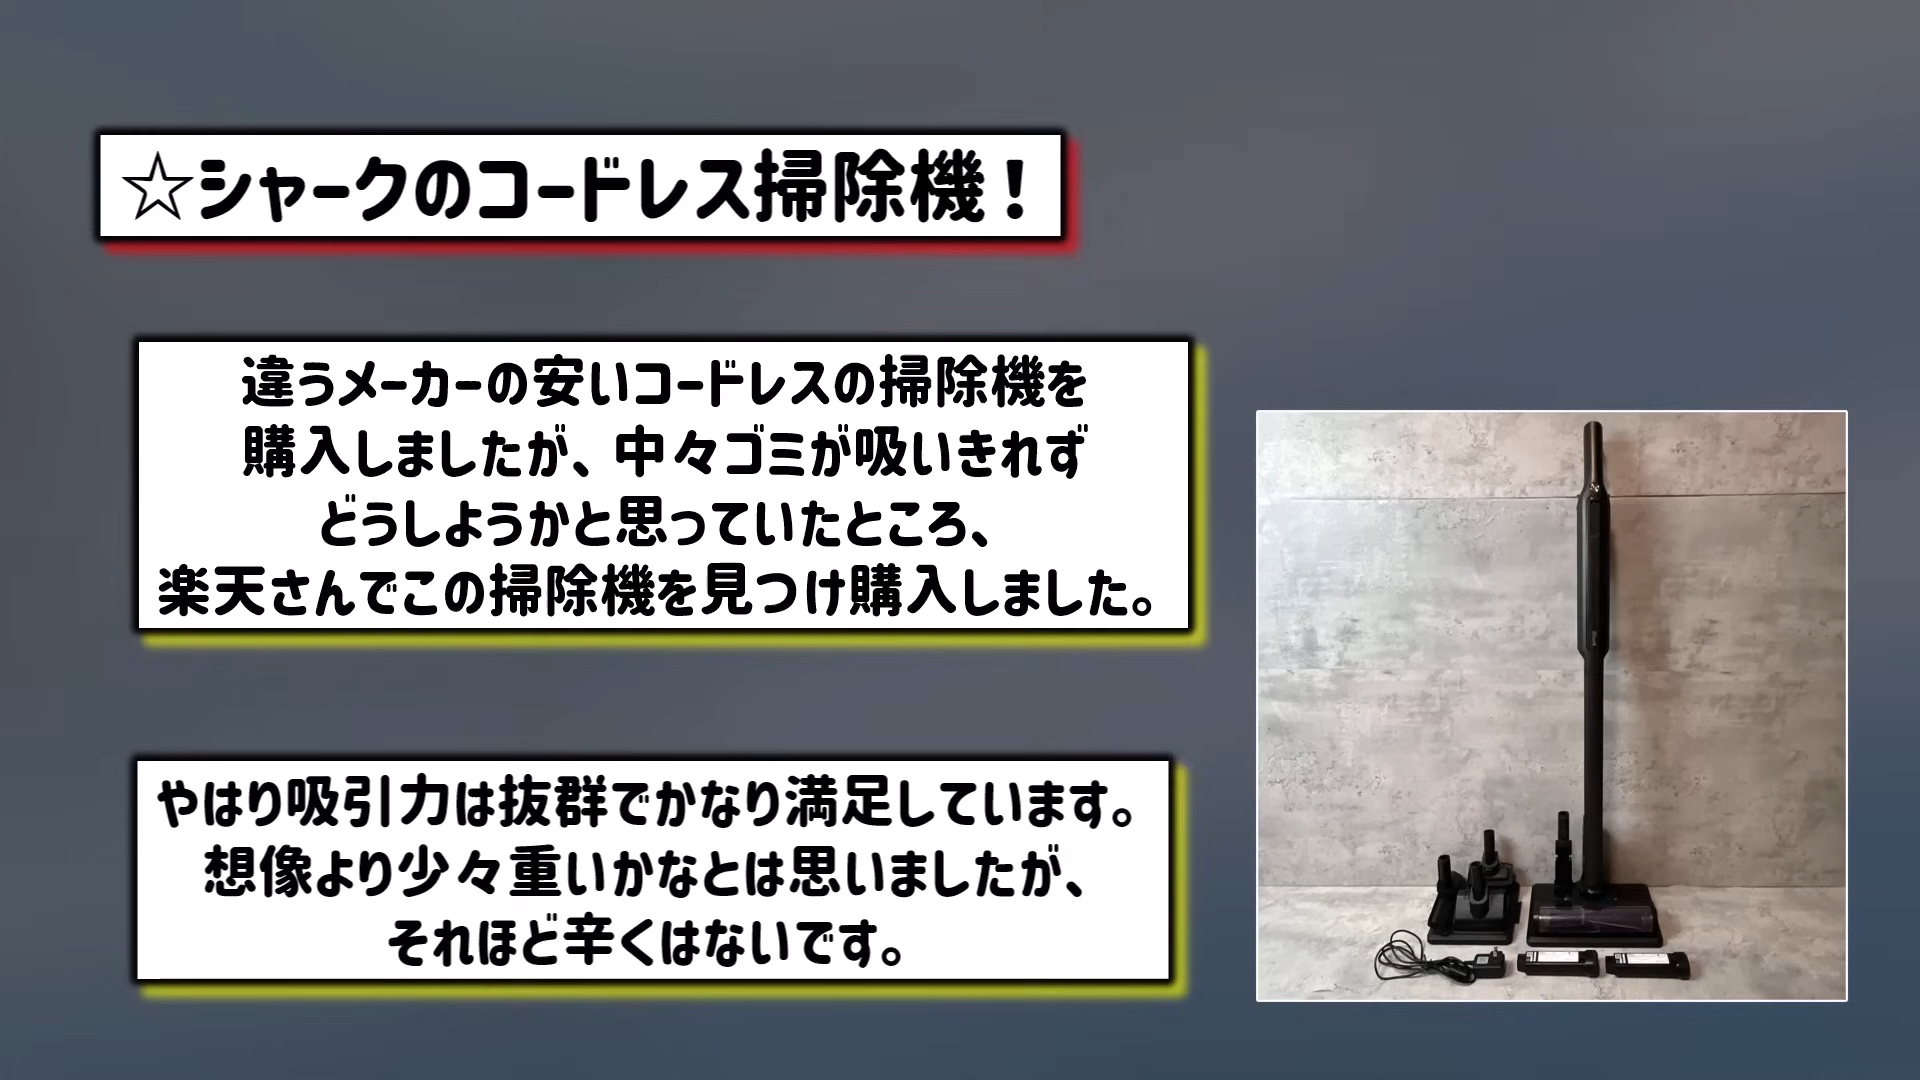 ☆シャークのコードレス掃除機！
違うメーカーの安いコードレスの掃除機を
購入しましたが、中々ゴミが吸いきれず
どうしようかと思っていたところ、
楽天さんでこの掃除機を見つけ購入しました。
やはり吸引力は抜群でかなり満足しています。
想像より少々重いかなとは思いましたが、
それほど辛くはないです。